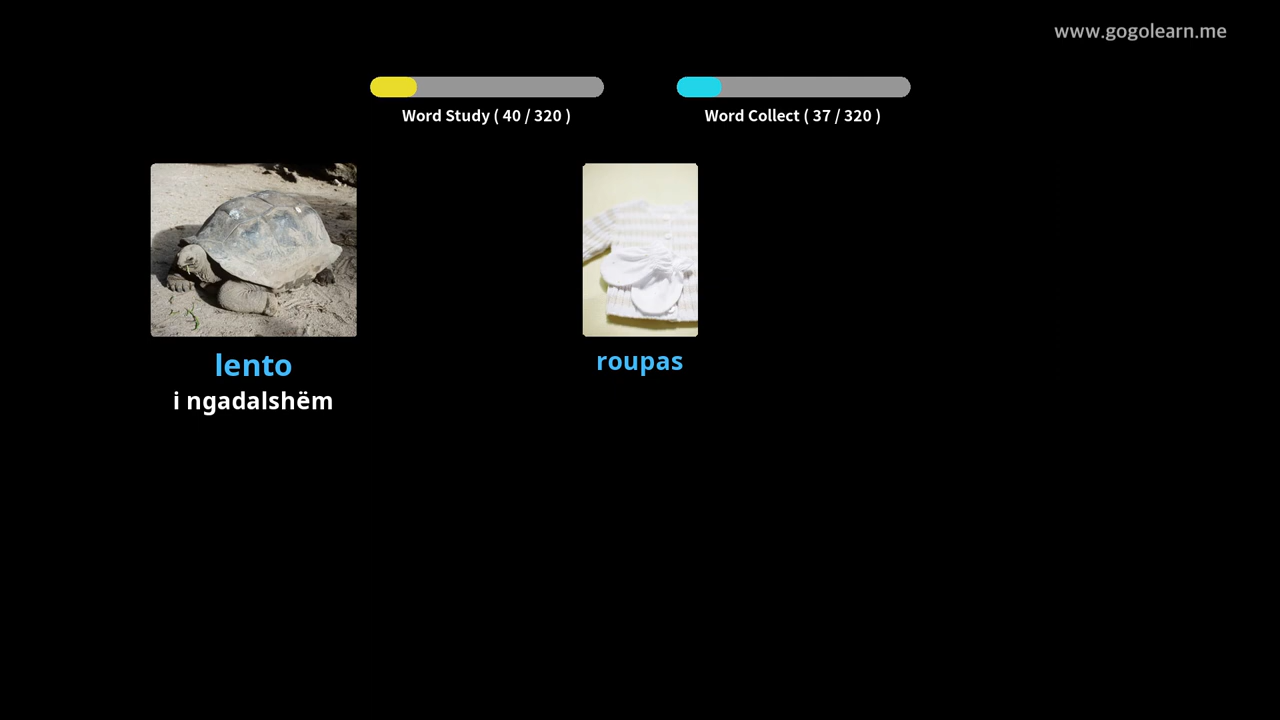 www.gogolearn.me
Word Study ( 40 / 320 )
Word Collect ( 37 / 320 )
lento
i ngadalshëm
roupas